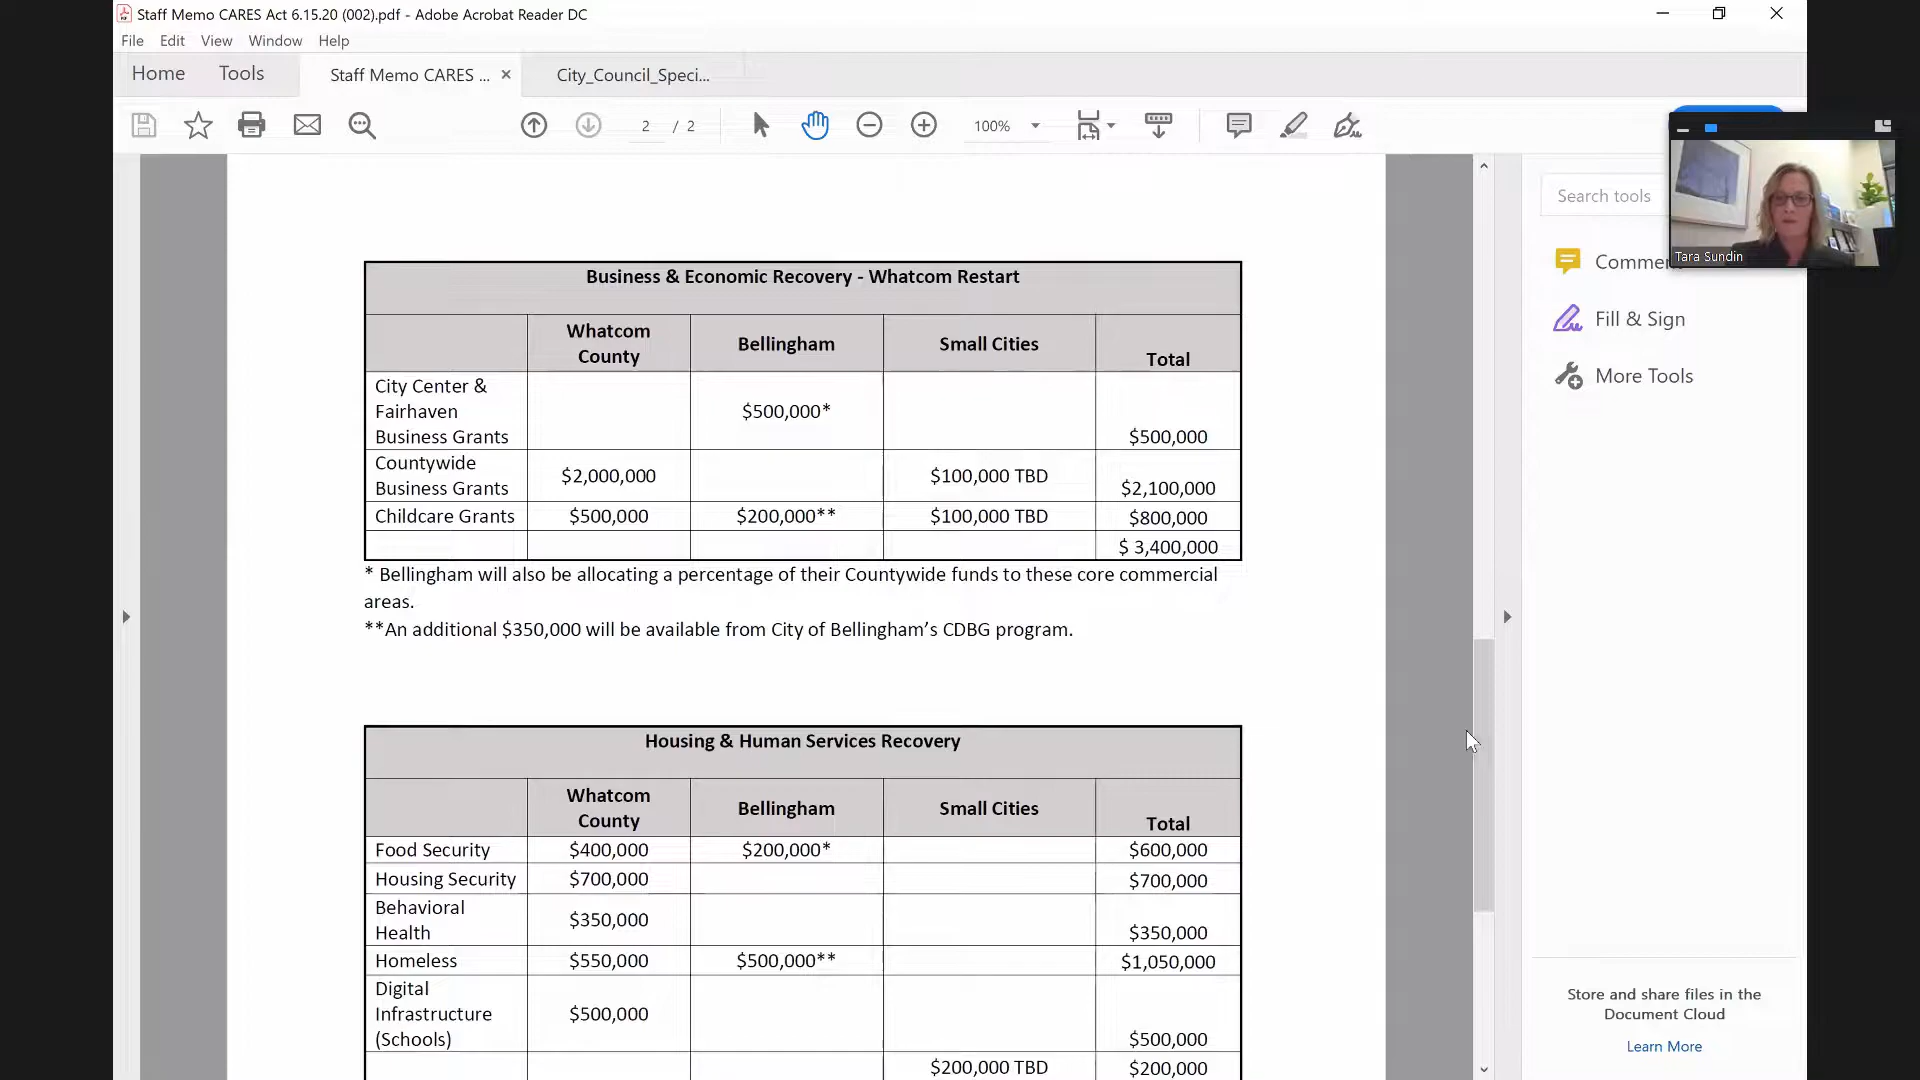 Staff Memo CARES Act 6.15.20 (002).pdf - Adobe Acrobat Reader DC
File Edit View Window Help
Home Tools Staff Memo CARES ... × City_Council_Speci...
2 / 2 100%
Search tools
Tara Sundin
Comment
Fill & Sign
More Tools
Business & Economic Recovery - Whatcom Restart
Whatcom County Bellingham Small Cities Total
City Center & Fairhaven Business Grants $500,000* $500,000
Countywide Business Grants $2,000,000 $100,000 TBD $2,100,000
Childcare Grants $500,000 $200,000** $100,000 TBD $800,000
$ 3,400,000
* Bellingham will also be allocating a percentage of their Countywide funds to these core commercial
areas.
**An additional $350,000 will be available from City of Bellingham’s CDBG program.
Housing & Human Services Recovery
Whatcom County Bellingham Small Cities Total
Food Security $400,000 $200,000* $600,000
Housing Security $700,000 $700,000
Behavioral Health $350,000 $350,000
Homeless $550,000 $500,000** $1,050,000
Digital Infrastructure (Schools) $500,000 $500,000
$200,000 TBD $200,000
Store and share files in the
Document Cloud
Learn More